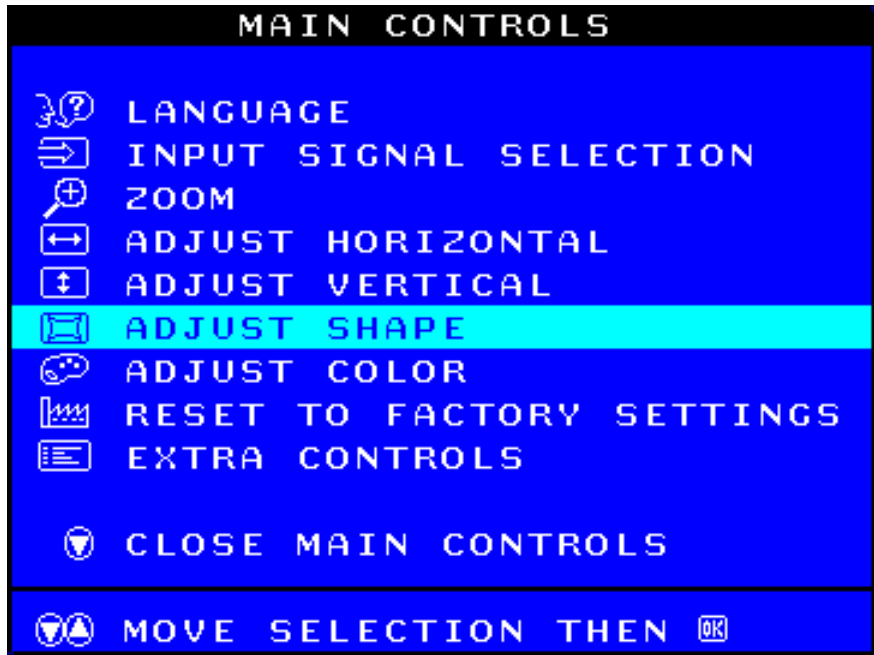 MAIN CONTROLS
LANGUAGE
INPUT SIGNAL SELECTION
ZOOM
ADJUST HORIZONTAL
ADJUST VERTICAL
ADJUST SHAPE
ADJUST COLOR
RESET TO FACTORY SETTINGS
EXTRA CONTROLS
CLOSE MAIN CONTROLS
MOVE SELECTION THEN OK